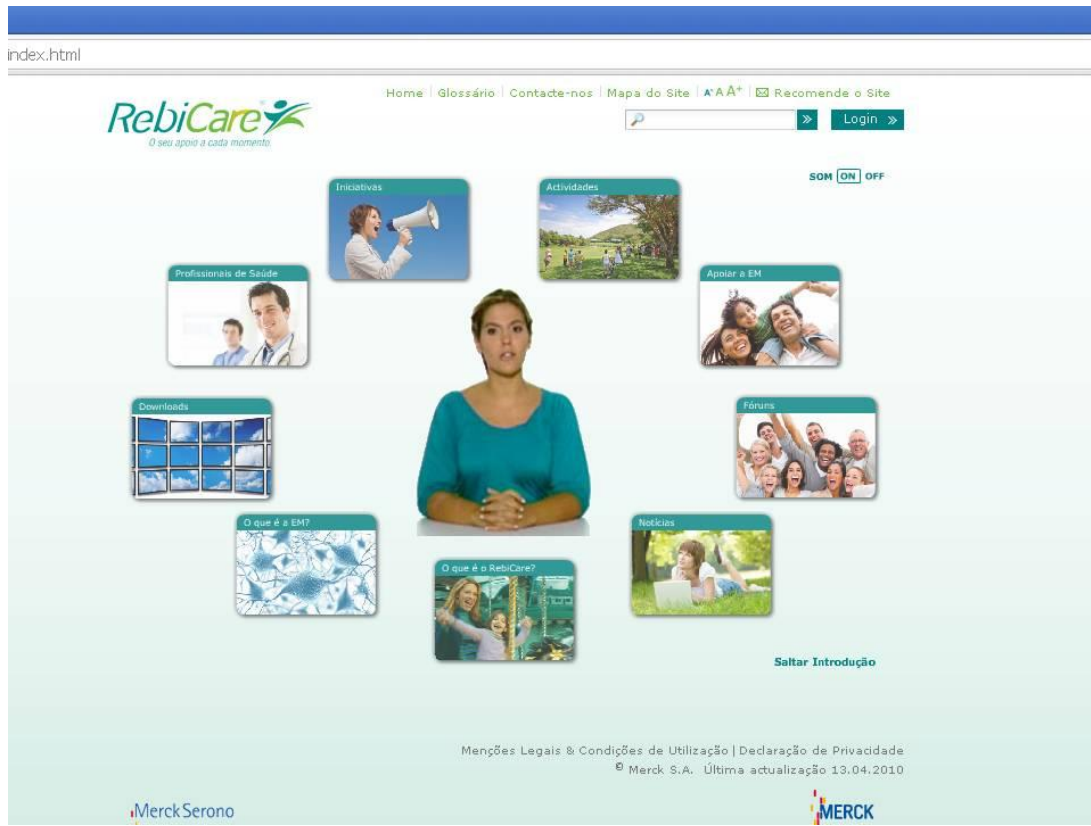 index.html
Home | Glossário | Contacte-nos | Mapa do Site | A- A A+ | Recomende o Site
RebiCare
O seu apoio a cada momento.
» Login »
SOM ON OFF
Iniciativas
Actividades
Profissionais de Saúde
Apoiar a EM
Downloads
Fóruns
O que é a EM?
Notícias
O que é o RebiCare?
Saltar Introdução
Menções Legais & Condições de Utilização | Declaração de Privacidade
© Merck S.A. Última actualização 13.04.2010
Merck Serono
MERCK